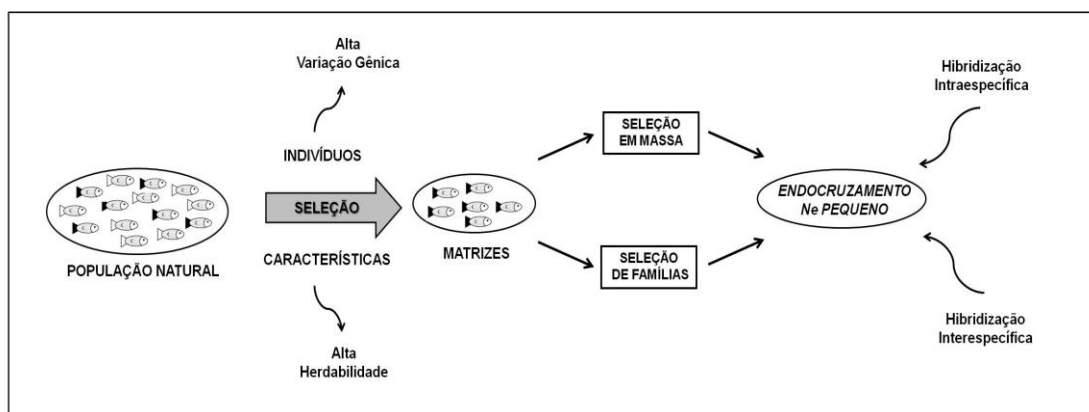 Alta
Variação Gênica
INDIVÍDUOS
SELEÇÃO
CARACTERÍSTICAS
Alta
Herdabilidade
POPULAÇÃO NATURAL
MATRIZES
SELEÇÃO
EM MASSA
SELEÇÃO
DE FAMÍLIAS
ENDOCRUZAMENTO
Ne PEQUENO
Hibridização
Intraespecífica
Hibridização
Interespecífica